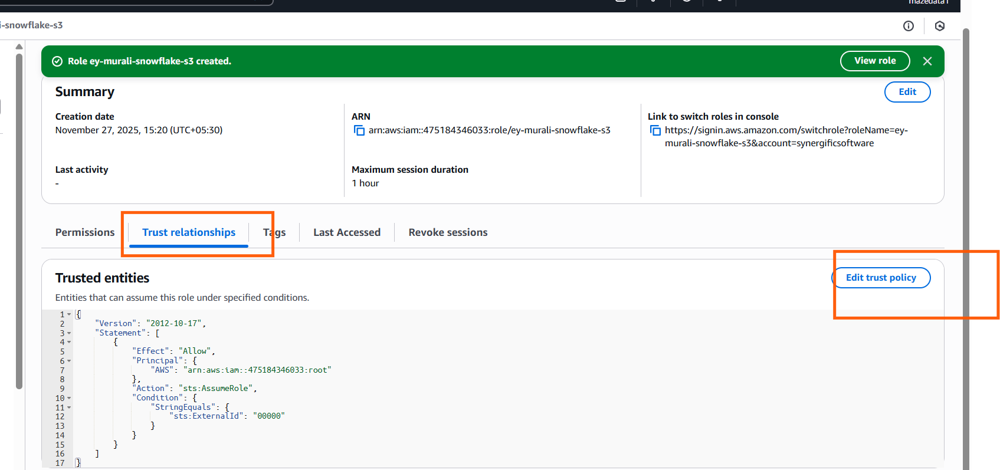 mazedata1
i-snowflake-s3
Role ey-murali-snowflake-s3 created.
View role
Summary
Edit
Creation date
November 27, 2025, 15:20 (UTC+05:30)
ARN
arn:aws:iam::475184346033:role/ey-murali-snowflake-s3
Link to switch roles in console
https://signin.aws.amazon.com/switchrole?roleName=ey-
murali-snowflake-s3&account=synergificsoftware
Last activity
-
Maximum session duration
1 hour
Permissions
Trust relationships
Tags
Last Accessed
Revoke sessions
Trusted entities
Edit trust policy
Entities that can assume this role under specified conditions.
1 {
2 "Version": "2012-10-17",
3 "Statement": [
4 {
5 "Effect": "Allow",
6 "Principal": {
7 "AWS": "arn:aws:iam::475184346033:root"
8 },
9 "Action": "sts:AssumeRole",
10 "Condition": {
11 "StringEquals": {
12 "sts:ExternalId": "00000"
13 }
14 }
15 }
16 ]
17 }